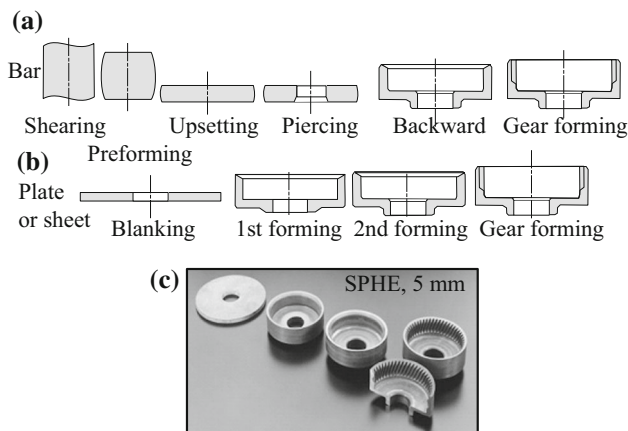 (a)
Bar
Shearing
Preforming
Upsetting
Piercing
Backward
Gear forming
(b)
Plate
or sheet
Blanking
1st forming
2nd forming
Gear forming
(c)
SPHE, 5 mm